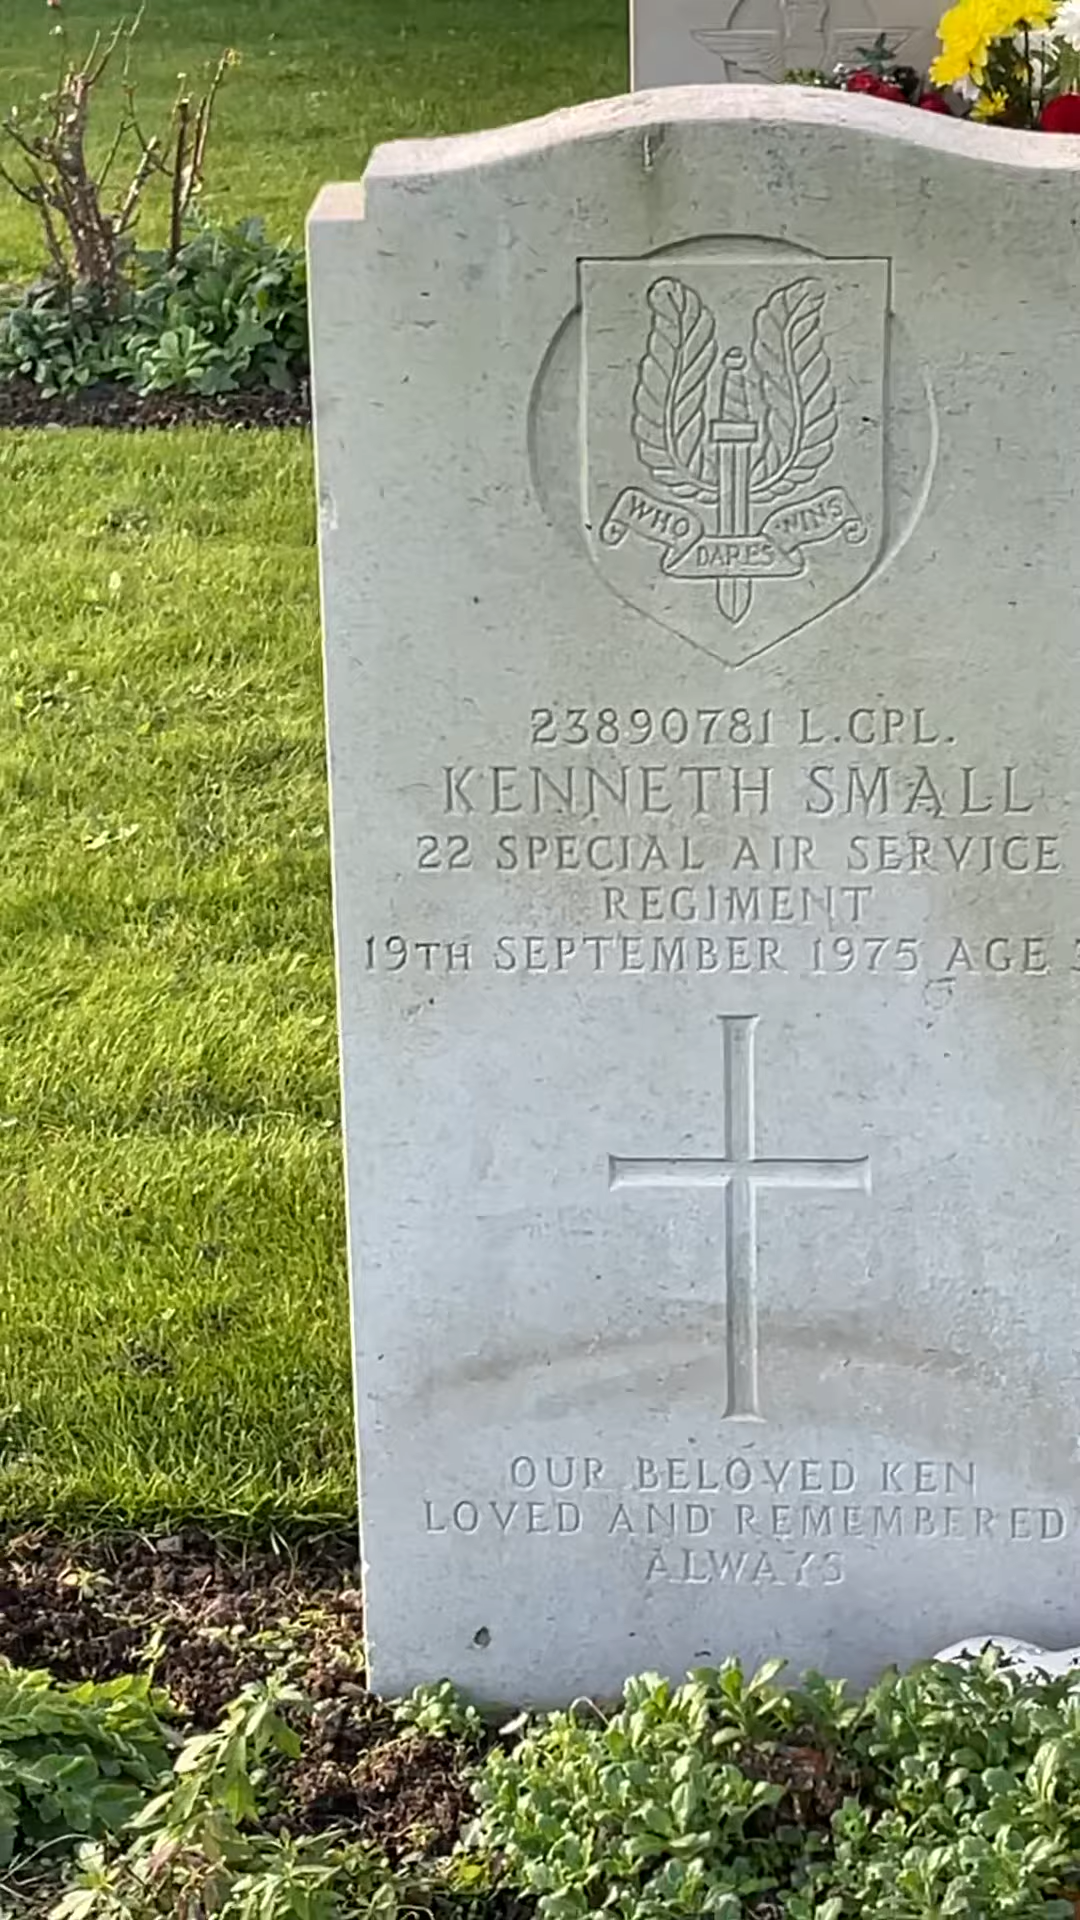 WHO DARES WINS
23890781 L.CPL.
KENNETH SMALL
22 SPECIAL AIR SERVICE
REGIMENT
19TH SEPTEMBER 1975 AGE
OUR BELOVED KEN
LOVED AND REMEMBERED
ALWAYS